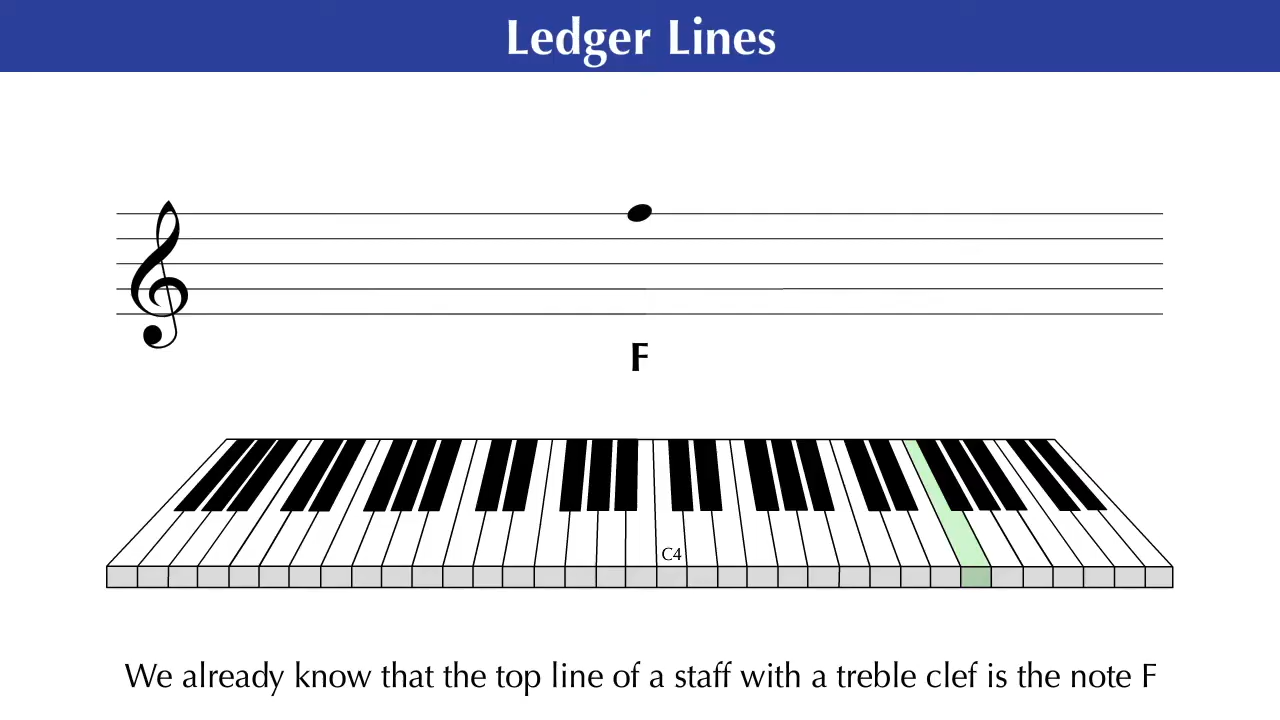 Ledger Lines
F
C4
We already know that the top line of a staff with a treble clef is the note F